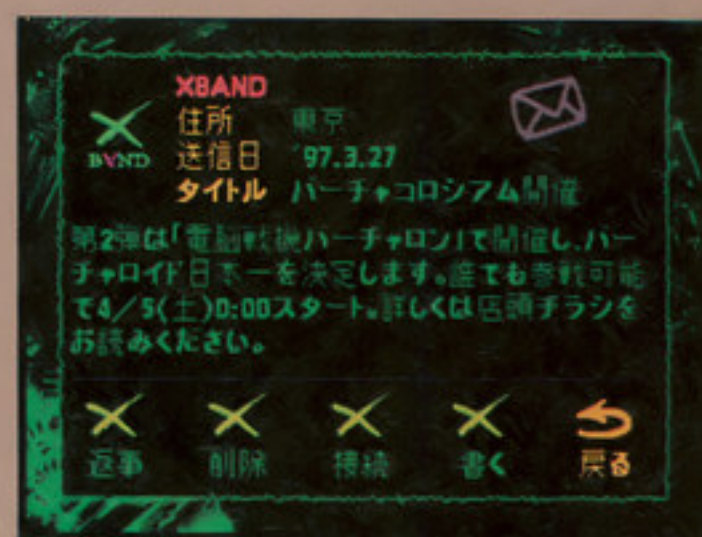 XBAND
BAND
住所 東京
送信日 '97.3.27
タイトル バーチャコロシアム開催
第2弾は「電脳戦機バーチャロン」で開催し、バー
チャロイド日本一を決定します。誰でも参戦可能
で4/5(土)0:00スタート。詳しくは店頭チラシを
お読みください。
返事 削除 接続 書く 戻る